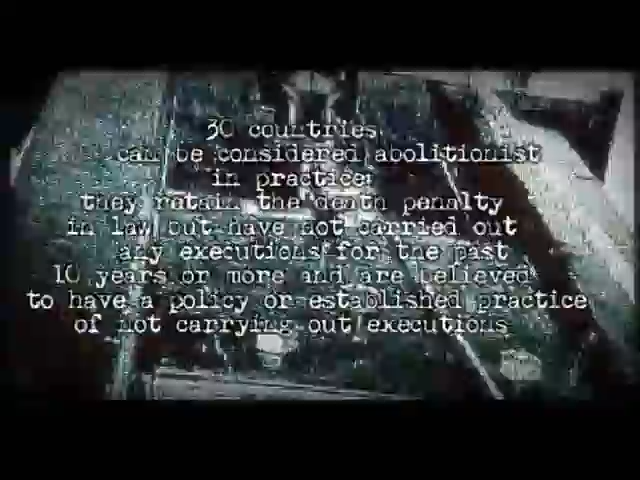 30 countries
can be considered abolitionist
in practice:
they retain the death penalty
in law but have not carried out
any executions for the past
10 years or more and are believed
to have a policy or established practice
of not carrying out executions